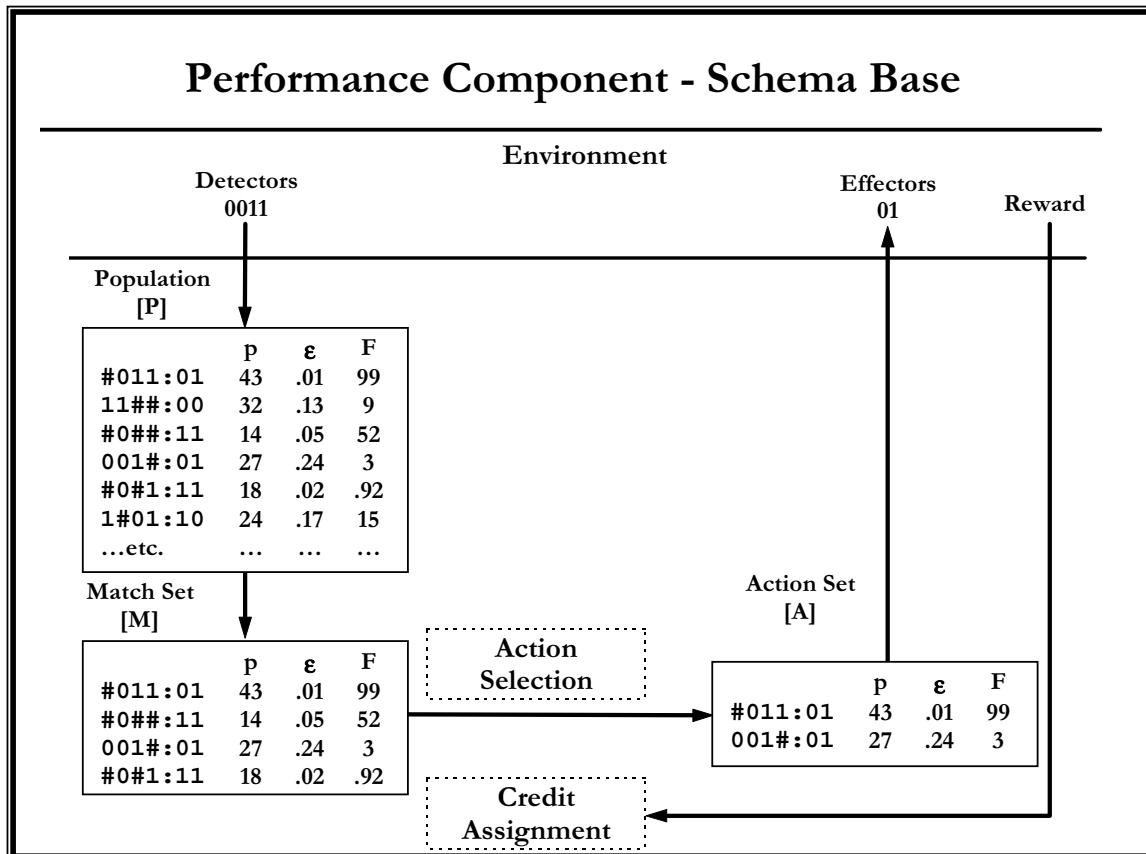 Performance Component - Schema Base
Environment
Detectors
0011
Effectors
01
Reward
Population
[P]
p ε F
#011:01 43 .01 99
11##:00 32 .13 9
#0##:11 14 .05 52
001#:01 27 .24 3
#0#1:11 18 .02 .92
1#01:10 24 .17 15
...etc. ... ... ...
Match Set
[M]
p ε F
#011:01 43 .01 99
#0##:11 14 .05 52
001#:01 27 .24 3
#0#1:11 18 .02 .92
Action
Selection
Action Set
[A]
p ε F
#011:01 43 .01 99
001#:01 27 .24 3
Credit
Assignment